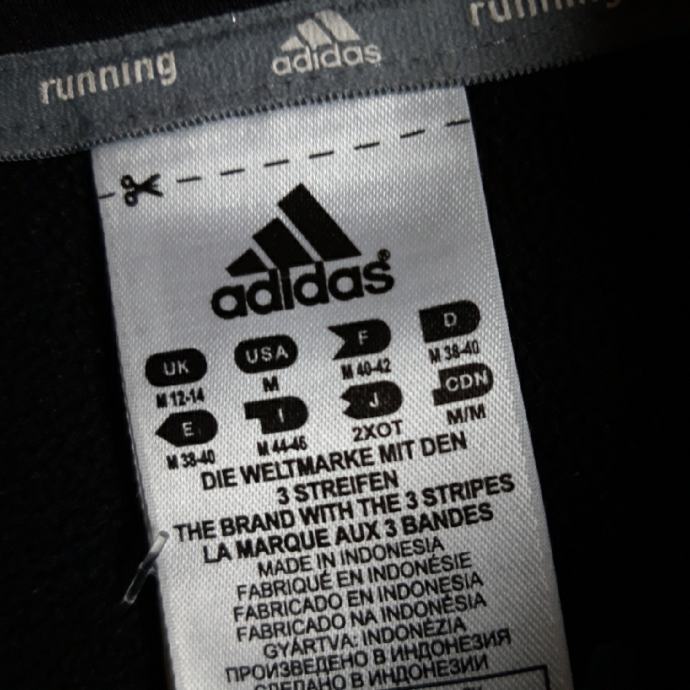 running adidas running
adidas®
UK USA F D
M 12-14 M M 40-42 M 38-40
E I J CDN
M 38-40 M 44-46 2XOT M/M
DIE WELTMARKE MIT DEN
3 STREIFEN
THE BRAND WITH THE 3 STRIPES
LA MARQUE AUX 3 BANDES
MADE IN INDONESIA
FABRIQUÉ EN INDONÉSIE
FABRICADO EN INDONESIA
FABRICADO NA INDONÉSIA
GYÁRTVA: INDONÉZIA
ПРОИЗВЕДЕНО В ИНДОНЕЗИЯ
СДЕЛАНО В ИНДОНЕЗИИ